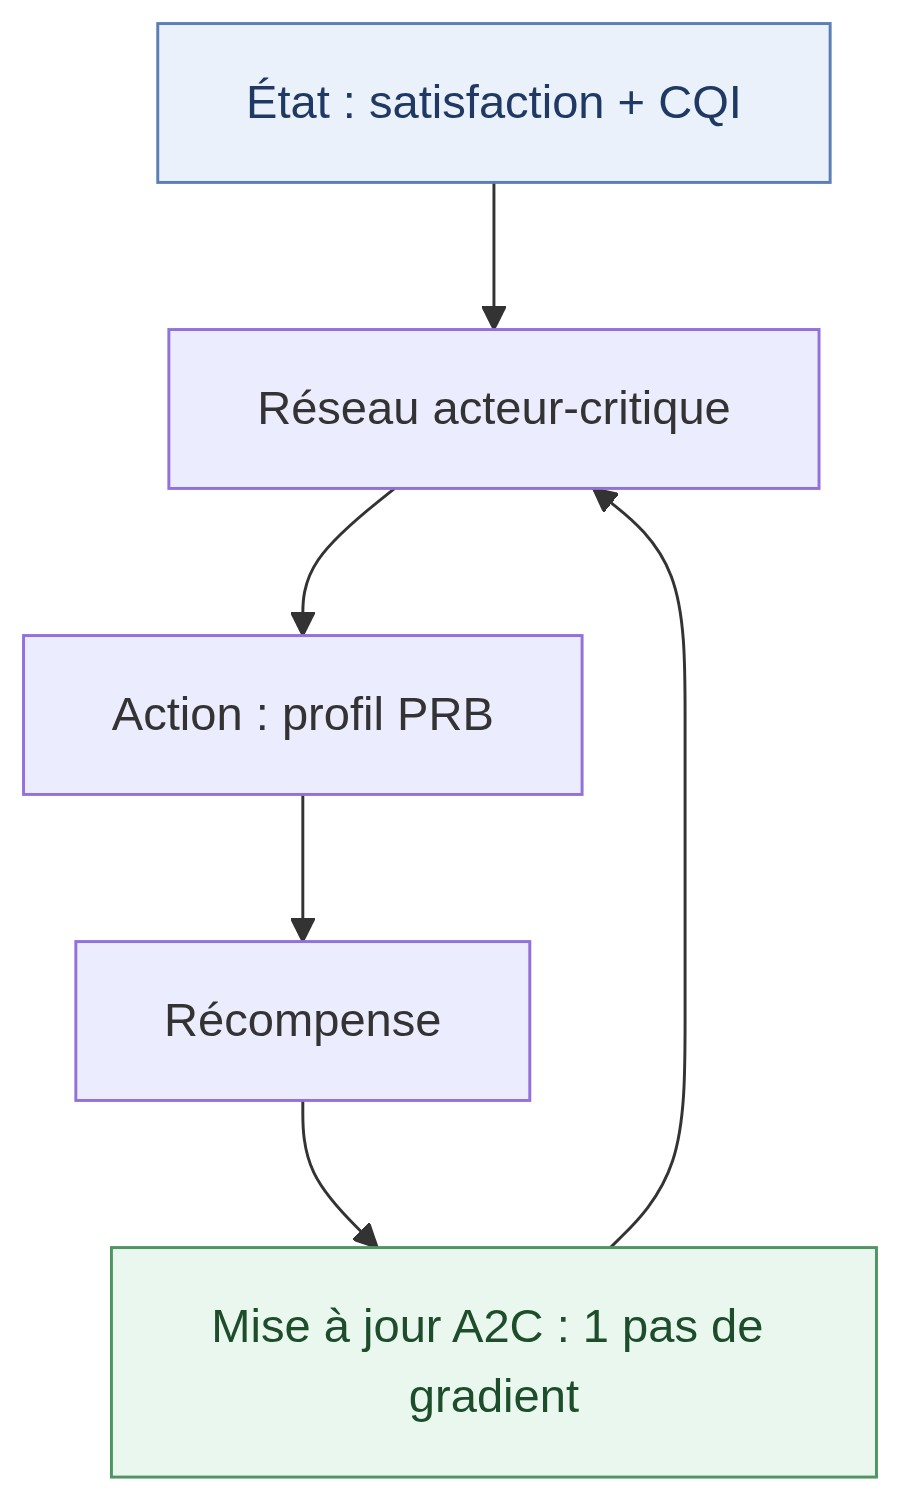 État : satisfaction + CQI
Réseau acteur-critique
Action : profil PRB
Récompense
Mise à jour A2C : 1 pas de
gradient